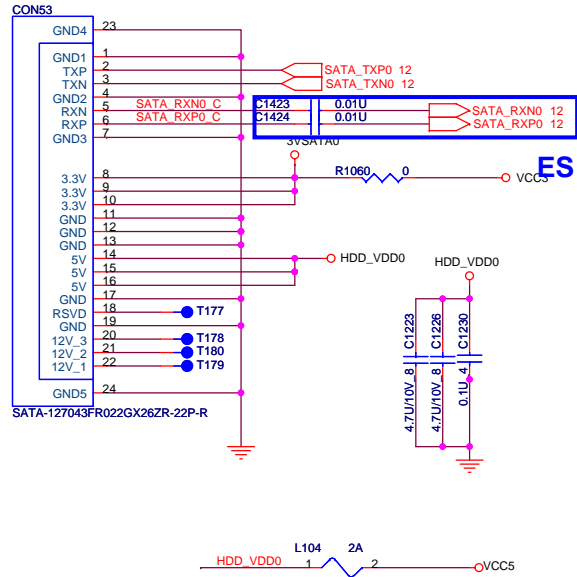 CON53
GND4 23
GND1 1
TXP 2 SATA_TXP0 12
TXN 3 SATA_TXN0 12
GND2 4
RXN 5 SATA_RXN0_C C1423 0.01U SATA_RXN0 12
RXP 6 SATA_RXP0_C C1424 0.01U SATA_RXP0 12
GND3 7
3VSATA0
ES
3.3V 8 R1060 0 VCC3
3.3V 9
3.3V 10
GND 11
GND 12
GND 13
5V 14 HDD_VDD0
5V 15
5V 16
HDD_VDD0
GND 17
RSVD 18 T177
GND 19
12V_3 20 T178
12V_2 21 T180
12V_1 22 T179
GND5 24
SATA-127043FR022GX26ZR-22P-R
4.7U/10V_8 C1223
4.7U/10V_8 C1226
0.1U_4 C1230
L104 2A
HDD_VDD0 1 2 VCC5